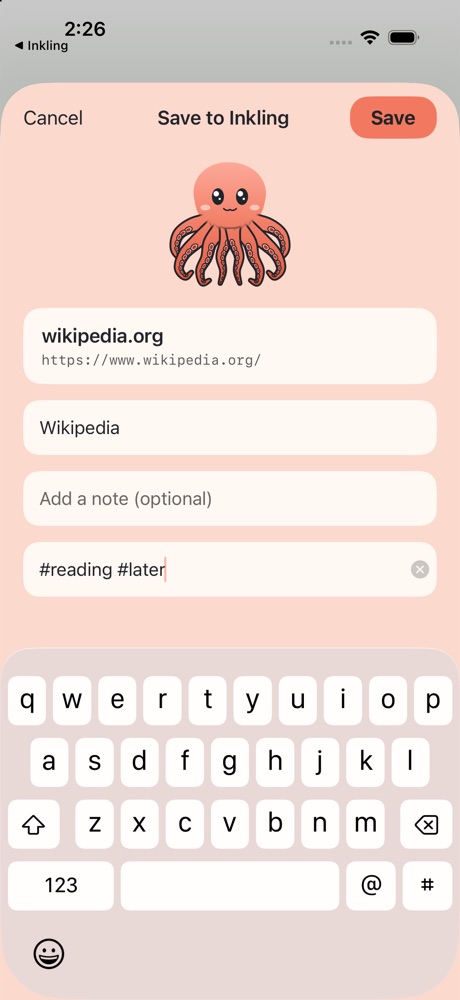 2:26
◀ Inkling
Cancel
Save to Inkling
Save
wikipedia.org
https://www.wikipedia.org/
Wikipedia
Add a note (optional)
#reading #later
q w e r t y u i o p
a s d f g h j k l
z x c v b n m
123 @ #